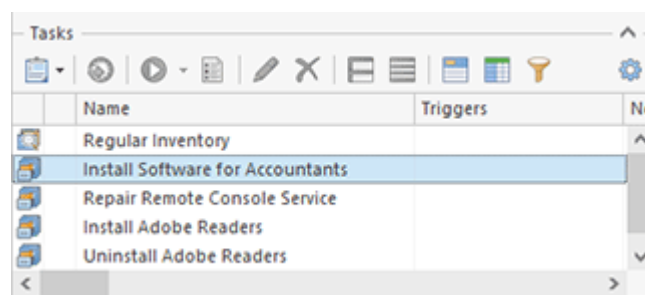 Tasks
Name Triggers
Regular Inventory
Install Software for Accountants
Repair Remote Console Service
Install Adobe Readers
Uninstall Adobe Readers